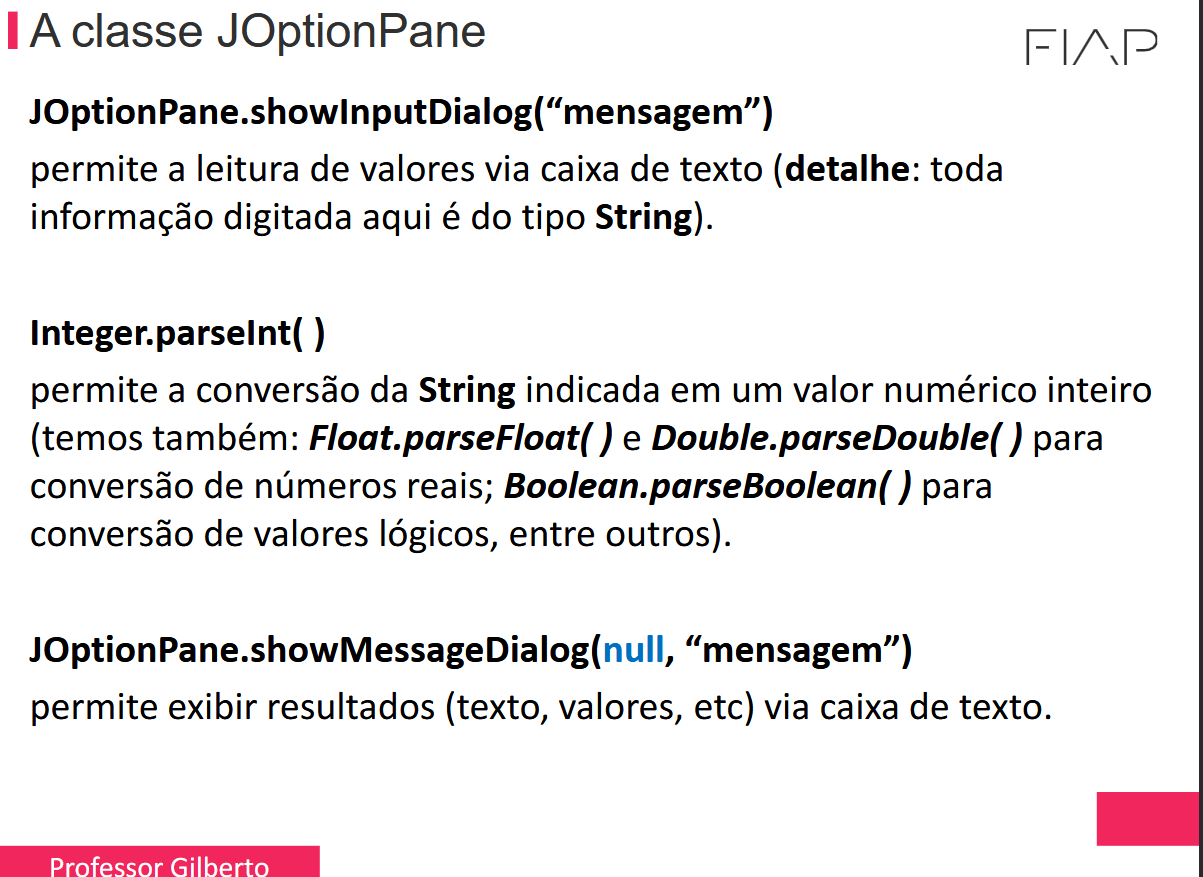 A classe JOptionPane
FIAP
JOptionPane.showInputDialog(“mensagem”)
permite a leitura de valores via caixa de texto (detalhe: toda
informação digitada aqui é do tipo String).
Integer.parseInt( )
permite a conversão da String indicada em um valor numérico inteiro
(temos também: Float.parseFloat( ) e Double.parseDouble( ) para
conversão de números reais; Boolean.parseBoolean( ) para
conversão de valores lógicos, entre outros).
JOptionPane.showMessageDialog(null, “mensagem”)
permite exibir resultados (texto, valores, etc) via caixa de texto.
Professor Gilberto